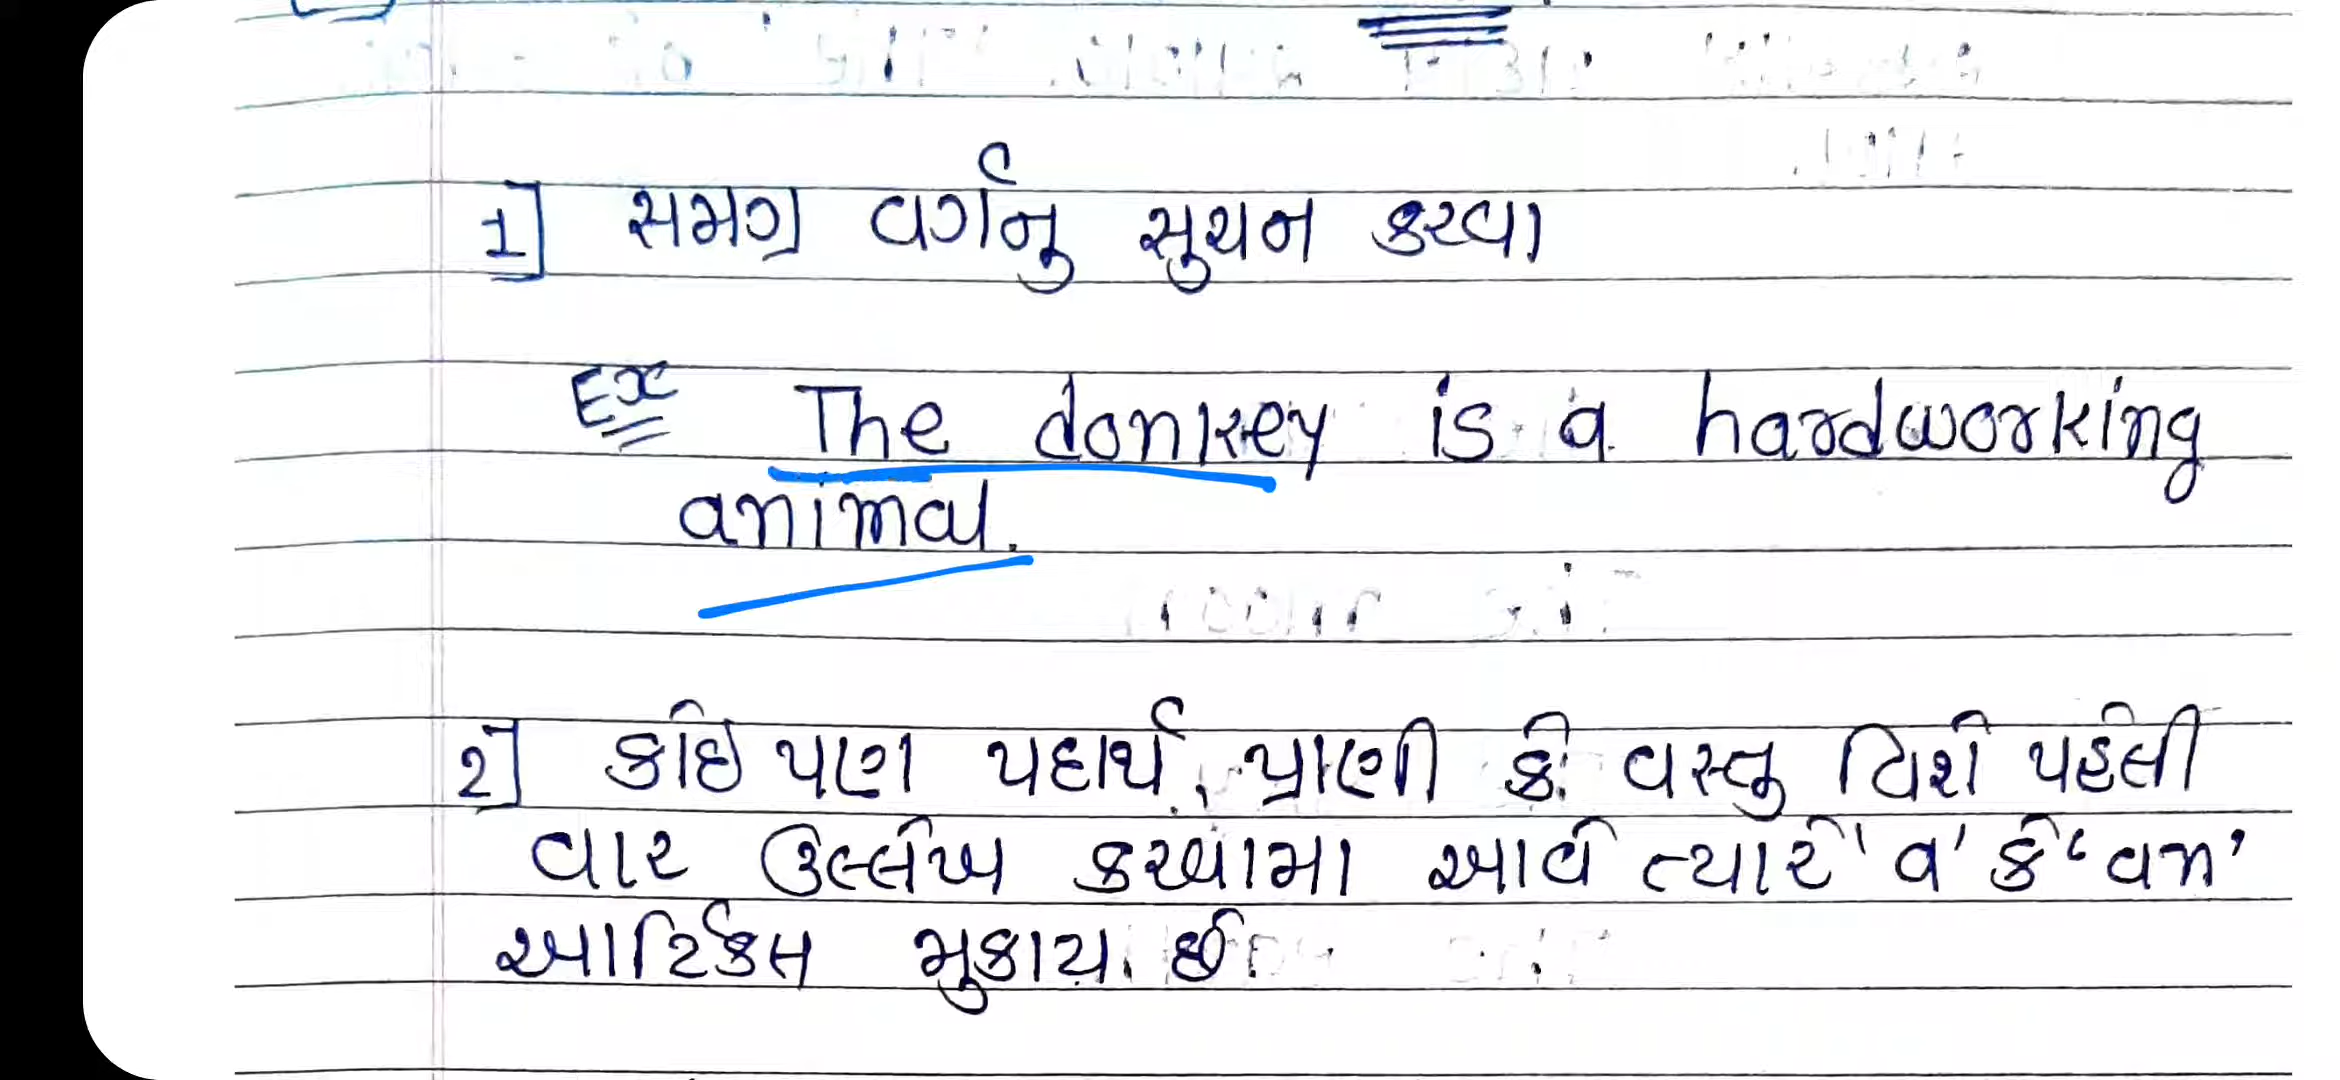 1] સમગ્ર વર્ગનુ સુચન કરવા
Ex The donkey is a hardworking
animal.
2] કોઇ પણ પદાર્થ, પ્રાણી કે વસ્તુ વિશે પહેલી
વાર ઉલ્લેખ કરવામા આવે ત્યારે 'a' કે 'an'
આર્ટિકલ મુકાય છે.